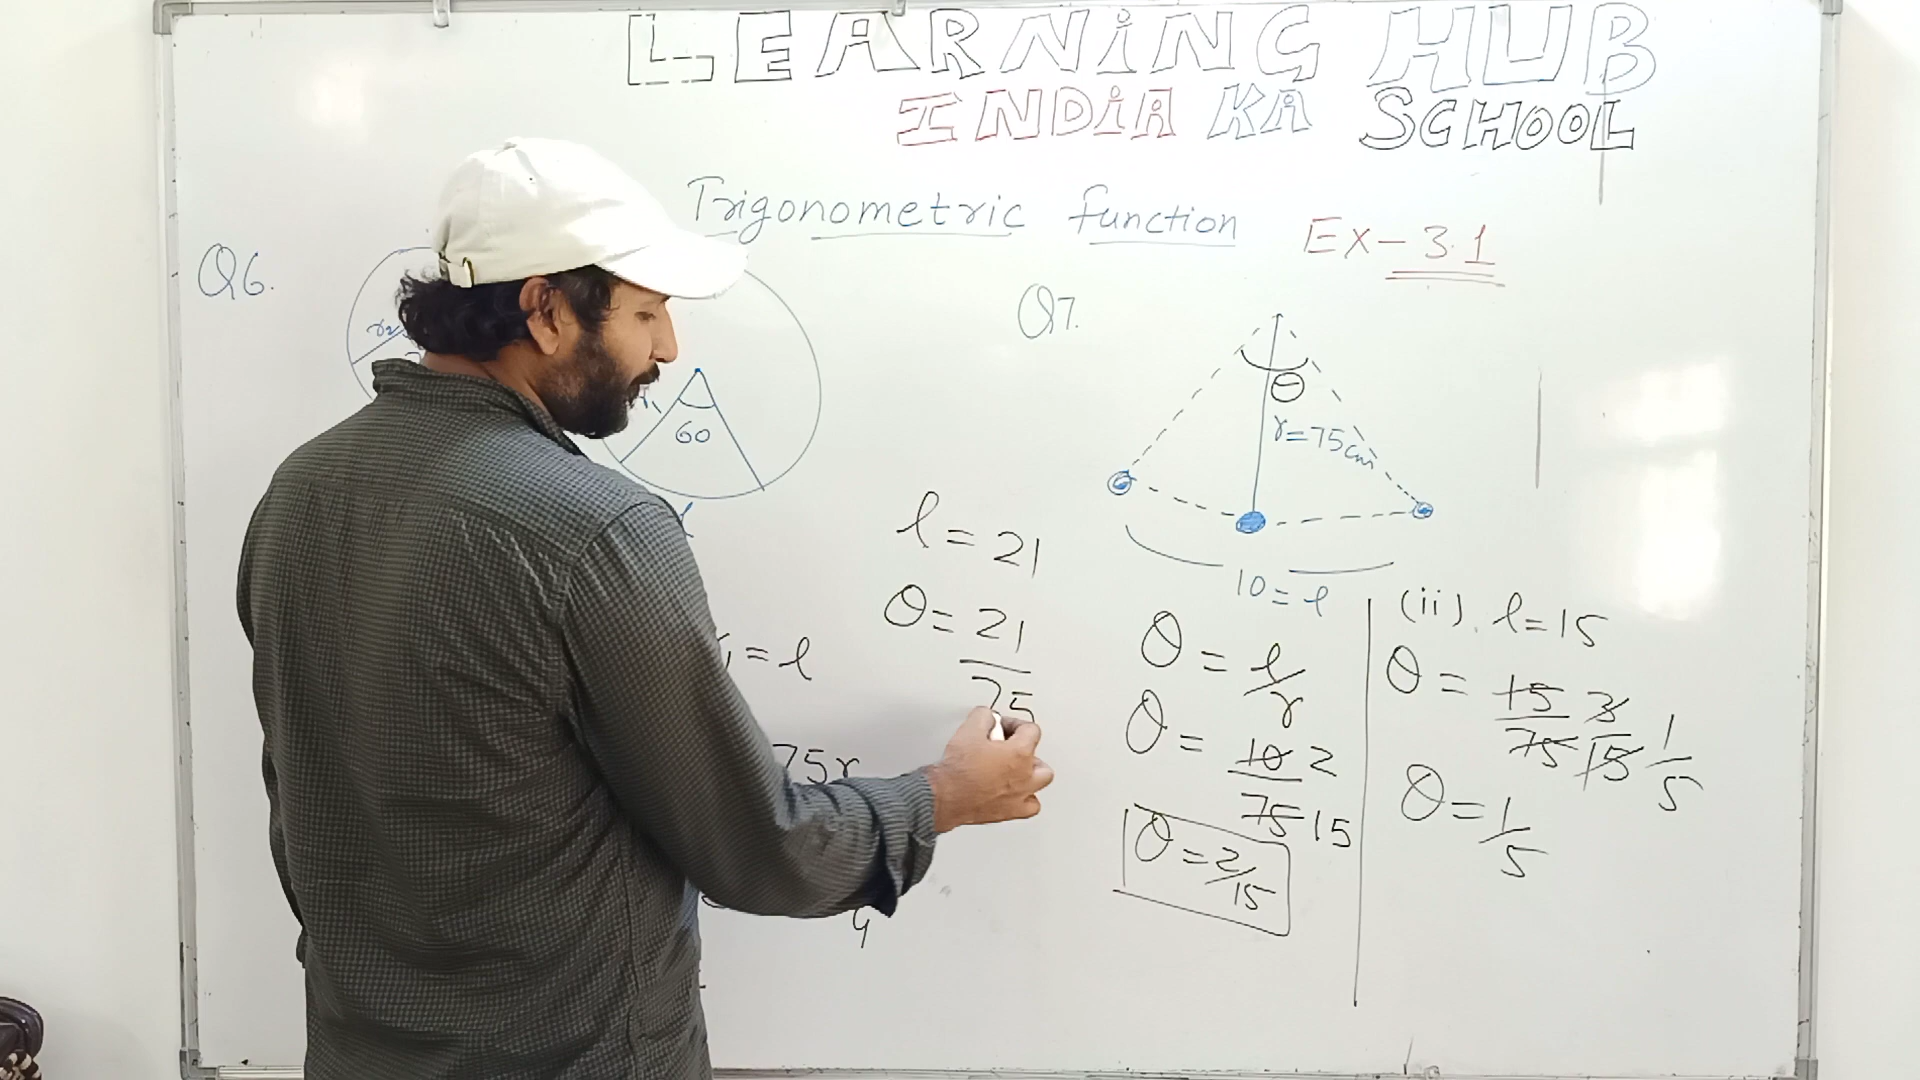 LEARNiNG HUB
INDiA KA SCHOOL
Trigonometric function
Ex-3.1
Q6.
60
l = 21
θ = 21
75
= l
75r
4
Q7.
θ
r=75cm
10=l
θ = l/r
θ = 10 2
75 15
θ = 2/15
(ii). l=15
θ = 15 3 1
75 15 5
θ = 1/5